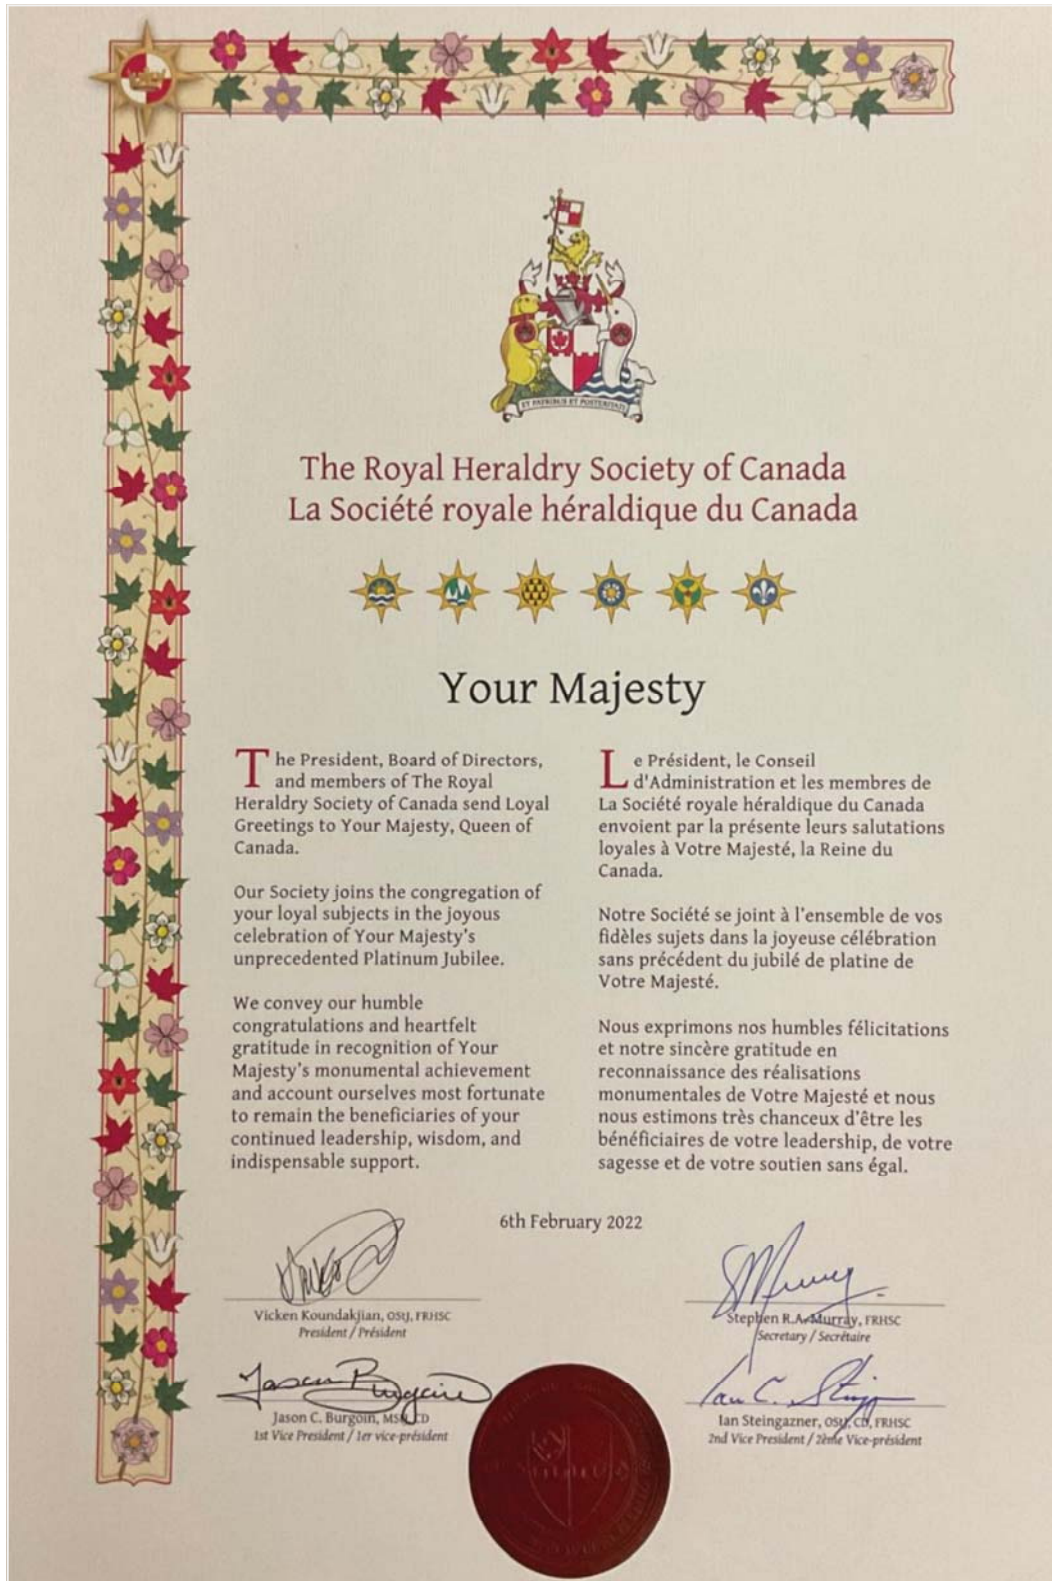 ET PATRIBUS ET POSTERITATI
The Royal Heraldry Society of Canada
La Société royale héraldique du Canada
Your Majesty
The President, Board of Directors,
and members of The Royal
Heraldry Society of Canada send Loyal
Greetings to Your Majesty, Queen of
Canada.
Our Society joins the congregation of
your loyal subjects in the joyous
celebration of Your Majesty's
unprecedented Platinum Jubilee.
We convey our humble
congratulations and heartfelt
gratitude in recognition of Your
Majesty's monumental achievement
and account ourselves most fortunate
to remain the beneficiaries of your
continued leadership, wisdom, and
indispensable support.
Le Président, le Conseil
d'Administration et les membres de
La Société royale héraldique du Canada
envoient par la présente leurs salutations
loyales à Votre Majesté, la Reine du
Canada.
Notre Société se joint à l'ensemble de vos
fidèles sujets dans la joyeuse célébration
sans précédent du jubilé de platine de
Votre Majesté.
Nous exprimons nos humbles félicitations
et notre sincère gratitude en
reconnaissance des réalisations
monumentales de Votre Majesté et nous
nous estimons très chanceux d'être les
bénéficiaires de votre leadership, de votre
sagesse et de votre soutien sans égal.
6th February 2022
Vicken Koundakjian, OStJ, FRHSC
President / Président
Stephen R.A. Murray, FRHSC
Secretary / Secrétaire
Jason C. Burgoin
Jason C. Burgoin, MSM, CD
1st Vice President / 1er vice-président
Ian Steingazner, OStJ, CD, FRHSC
2nd Vice President / 2ème Vice-président